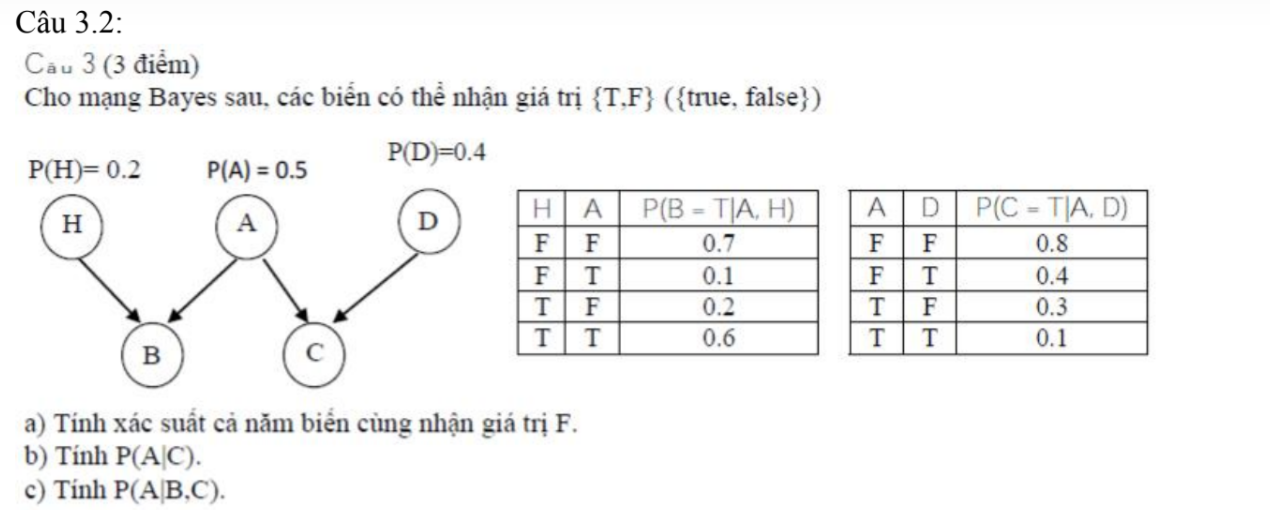 Câu 3.2:
Câu 3 (3 điểm)
Cho mạng Bayes sau, các biến có thể nhận giá trị {T,F} ({true, false})
P(H)= 0.2 P(A) = 0.5 P(D)=0.4
H A D
B C
H A P(B = T|A, H)
F F 0.7
F T 0.1
T F 0.2
T T 0.6
A D P(C = T|A, D)
F F 0.8
F T 0.4
T F 0.3
T T 0.1
a) Tính xác suất cả năm biến cùng nhận giá trị F.
b) Tính P(A|C).
c) Tính P(A|B,C).